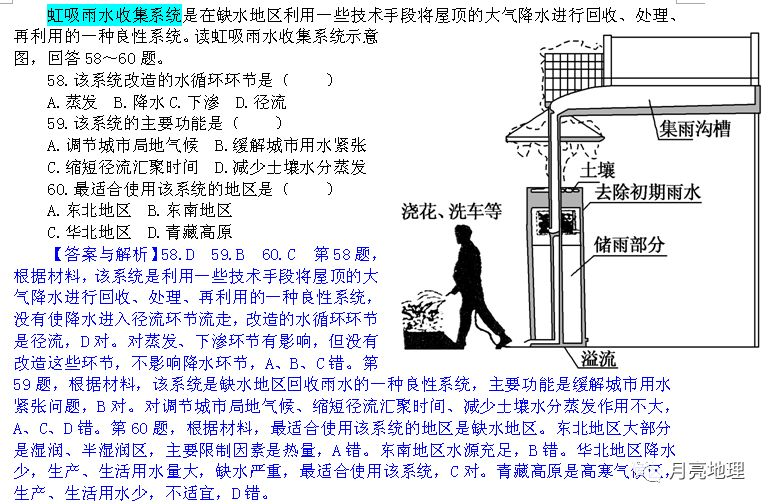 虹吸雨水收集系统是在缺水地区利用一些技术手段将屋顶的大气降水进行回收、处理、
再利用的一种良性系统。读虹吸雨水收集系统示意
图，回答58～60题。
58.该系统改造的水循环环节是（  ）
A.蒸发 B.降水C.下渗 D.径流
59.该系统的主要功能是（  ）
A.调节城市局地气候 B.缓解城市用水紧张
C.缩短径流汇聚时间 D.减少土壤水分蒸发
60.最适合使用该系统的地区是（  ）
A.东北地区 B.东南地区
C.华北地区 D.青藏高原
集雨沟槽
土壤
去除初期雨水
浇花、洗车等
储雨部分
溢流
【答案与解析】58.D 59.B 60.C 第58题，
根据材料，该系统是利用一些技术手段将屋顶的大
气降水进行回收、处理、再利用的一种良性系统，
没有使降水进入径流环节流走，改造的水循环环节
是径流，D对。对蒸发、下渗环节有影响，但没有
改造这些环节，不影响降水环节，A、B、C错。第
59题，根据材料，该系统是缺水地区回收雨水的一种良性系统，主要功能是缓解城市用水
紧张问题，B对。对调节城市局地气候、缩短径流汇聚时间、减少土壤水分蒸发作用不大，
A、C、D错。第60题，根据材料，最适合使用该系统的地区是缺水地区。东北地区大部分
是湿润、半湿润区，主要限制因素是热量，A错。东南地区水源充足，B错。华北地区降水
少，生产、生活用水量大，缺水严重，最适合使用该系统，C对。青藏高原是高寒气候区，
生产、生活用水少，不适宜，D错。
月亮地理